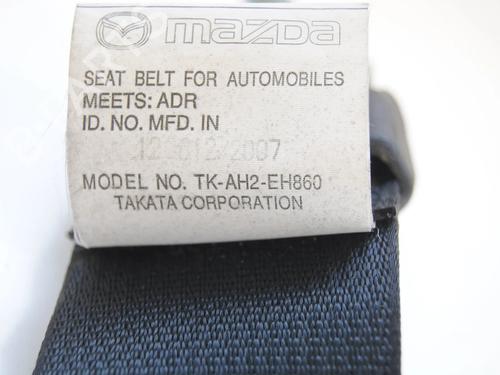 mazda
SEAT BELT FOR AUTOMOBILES
MEETS: ADR
ID. NO. MFD. IN
MODEL NO. TK-AH2-EH860
TAKATA CORPORATION